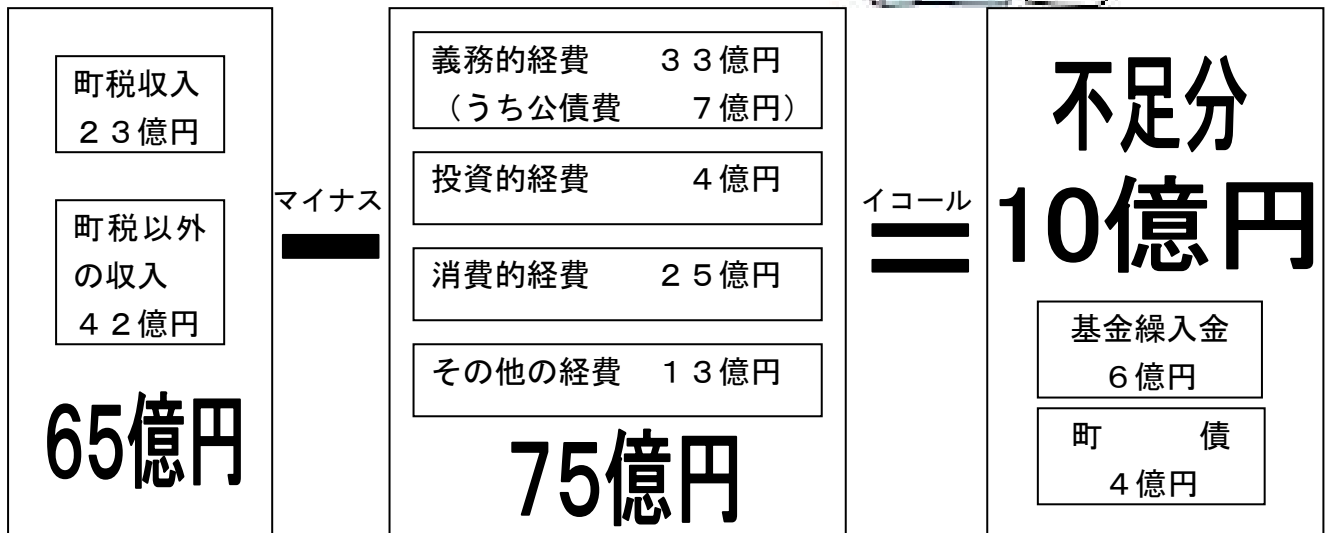 町税収入
２３億円
町税以外
の収入
４２億円
65億円
マイナス
義務的経費　　３３億円
（うち公債費　　７億円）
投資的経費　　　４億円
消費的経費　　２５億円
その他の経費　１３億円
75億円
イコール
不足分
10億円
基金繰入金
６億円
町　　　債
４億円